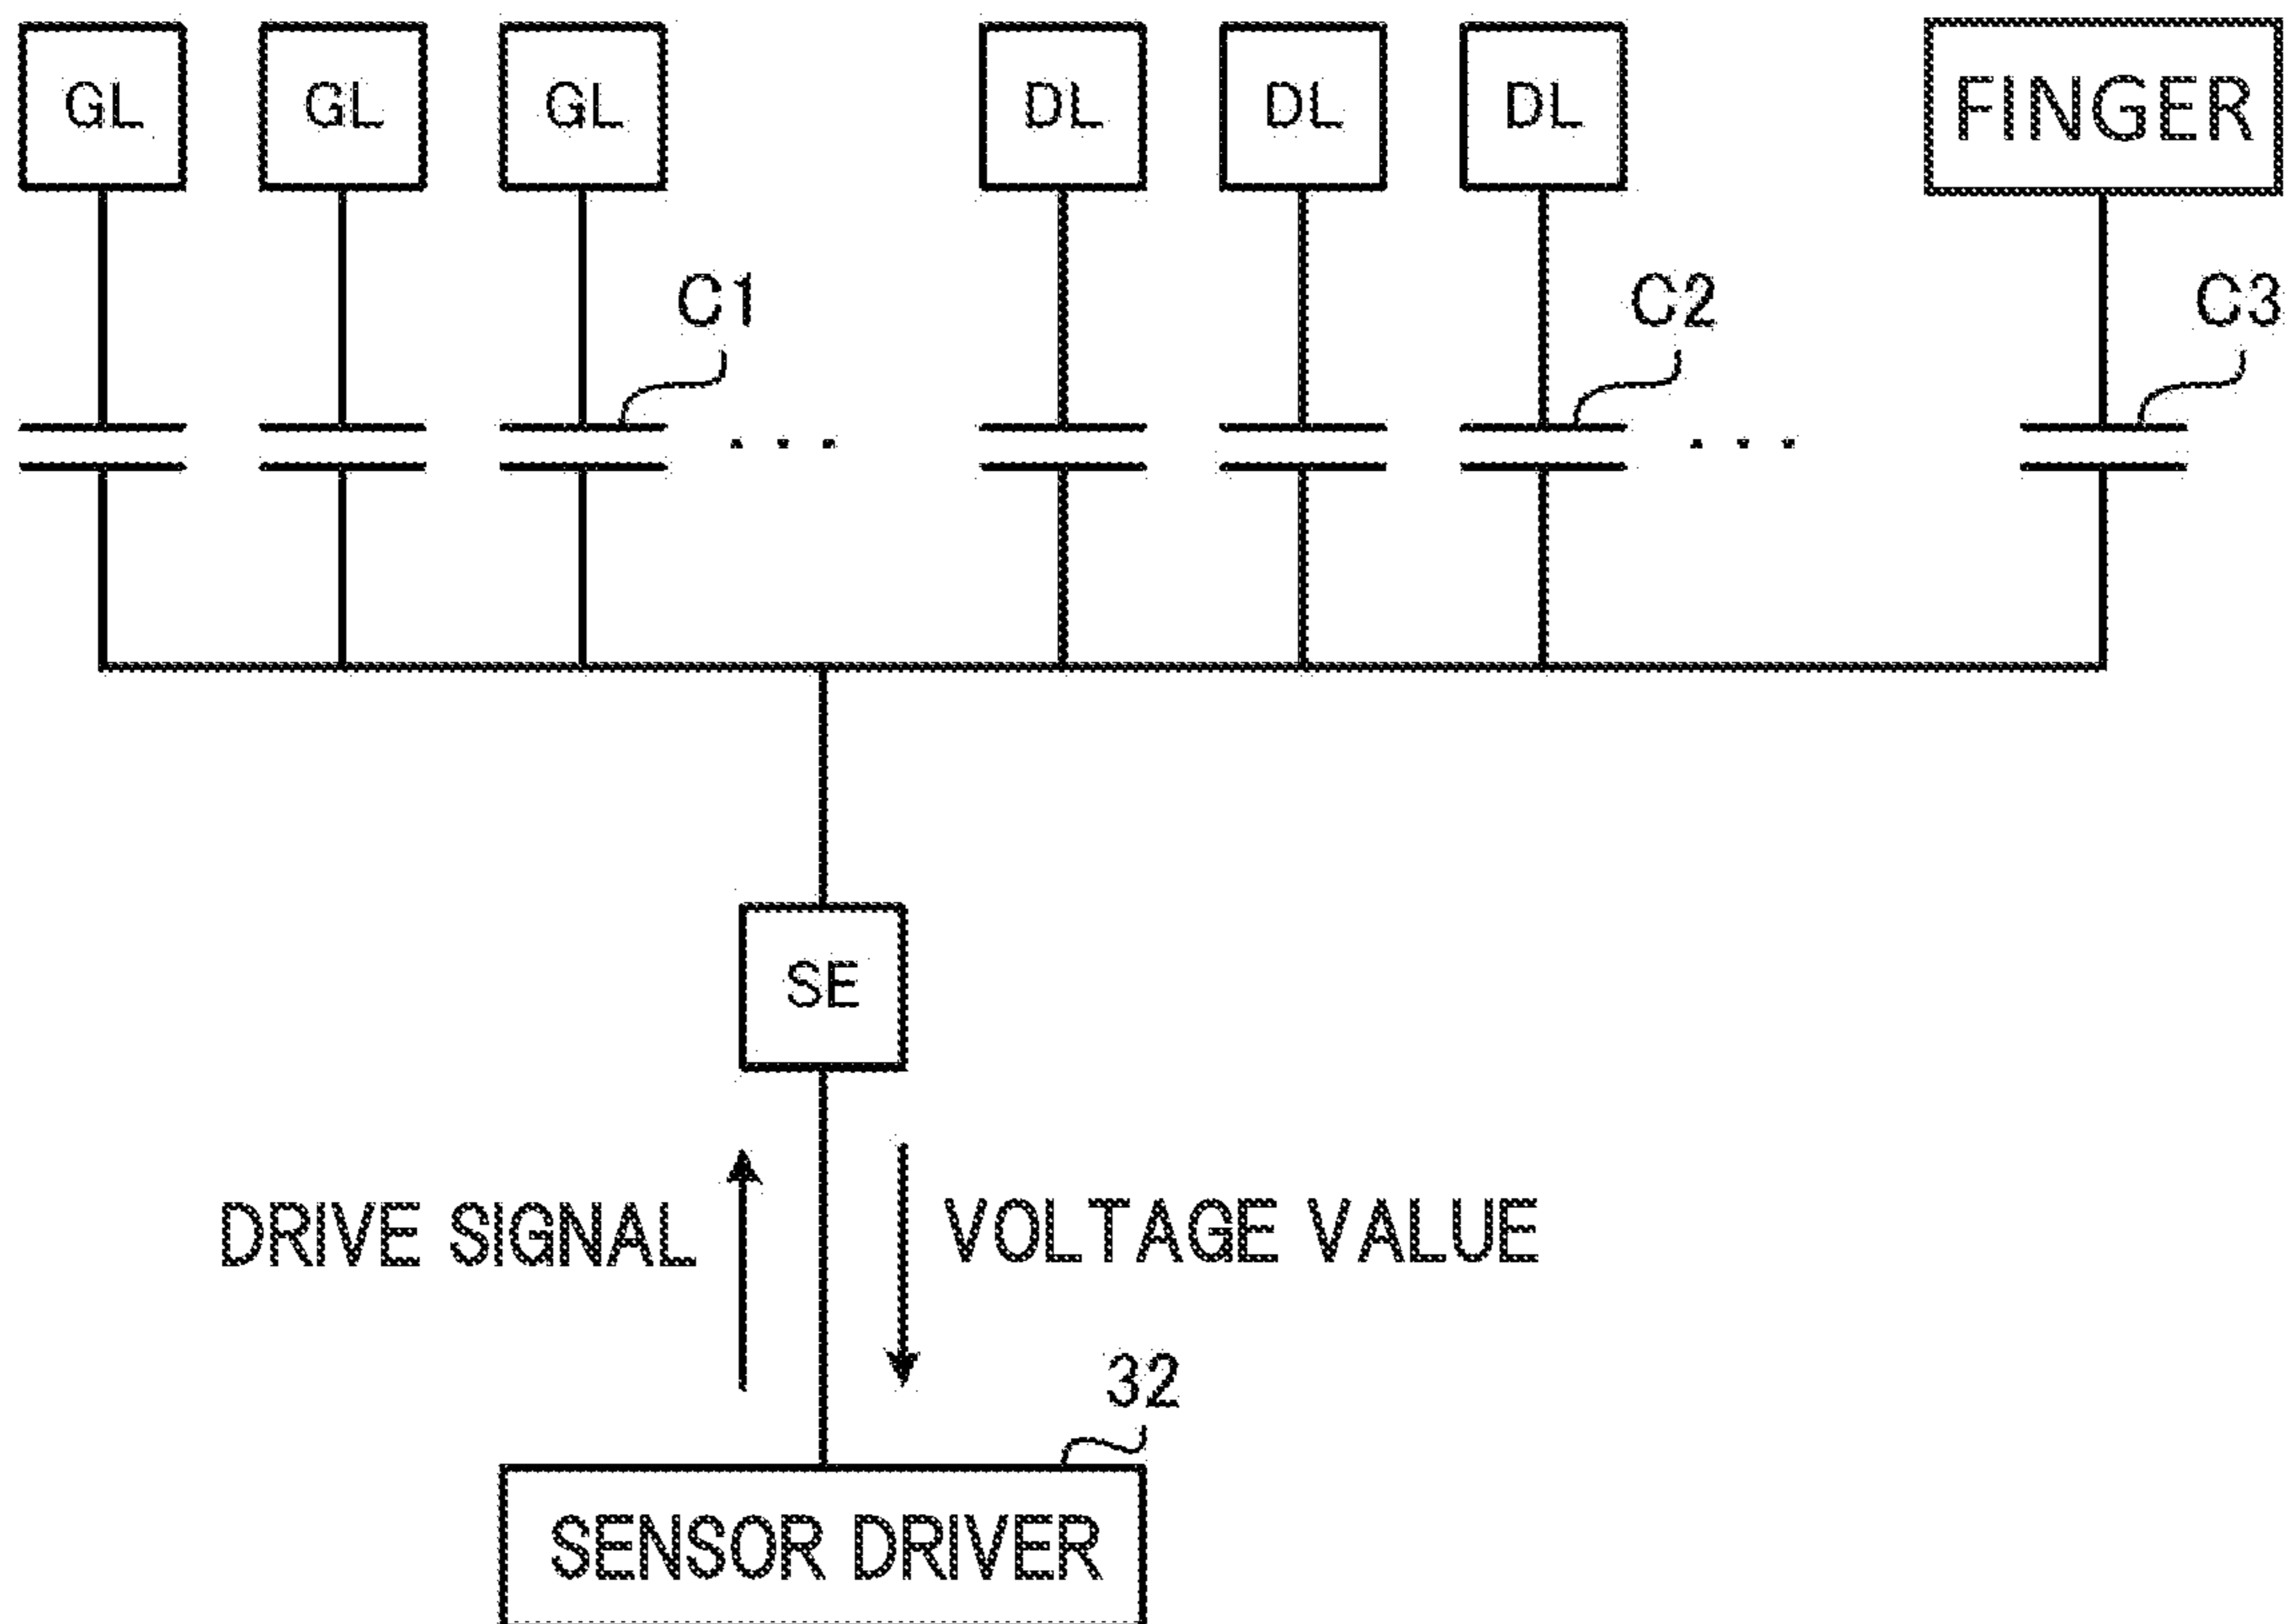 GL GL GL DL DL DL FINGER
C1 C2 C3
... ...
SE
DRIVE SIGNAL VOLTAGE VALUE
32
SENSOR DRIVER